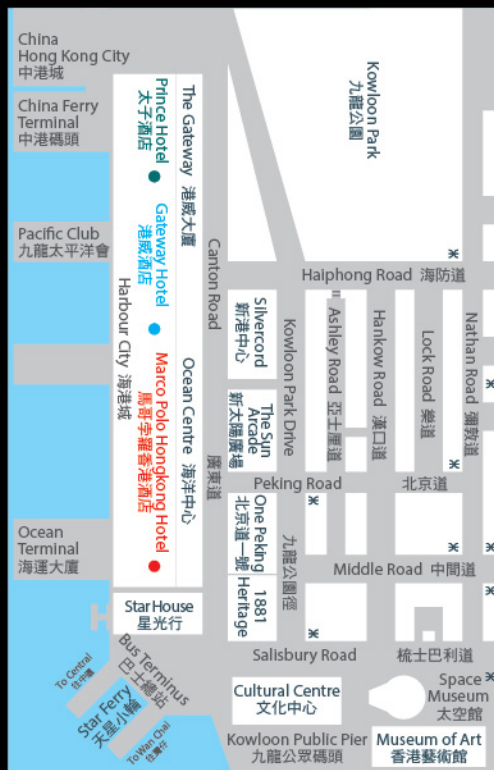 China
Hong Kong City
中港城
China Ferry
Terminal
中港碼頭
Pacific Club
九龍太平洋會
Ocean
Terminal
海運大廈
Prince Hotel
太子酒店
Gateway Hotel
港威酒店
Marco Polo Hongkong Hotel
馬哥孛羅香港酒店
Harbour City 海港城
The Gateway 港威大廈
Ocean Centre 海洋中心
Canton Road
廣東道
Kowloon Park
九龍公園
Haiphong Road 海防道
Silvercord
新港中心
The Sun
Arcade
新太陽廣場
Kowloon Park Drive
九龍公園徑
Ashley Road 亞士厘道
Hankow Road 漢口道
Lock Road 樂道
Nathan Road 彌敦道
Peking Road
北京道
One Peking
北京道一號
1881
Heritage
Middle Road 中間道
Star House
星光行
Salisbury Road
梳士巴利道
Bus Terminus
巴士總站
To Central
往中環
Star Ferry
天星小輪
To Wan Chai
往灣仔
Cultural Centre
文化中心
Space
Museum
太空館
Kowloon Public Pier
九龍公眾碼頭
Museum of Art
香港藝術館